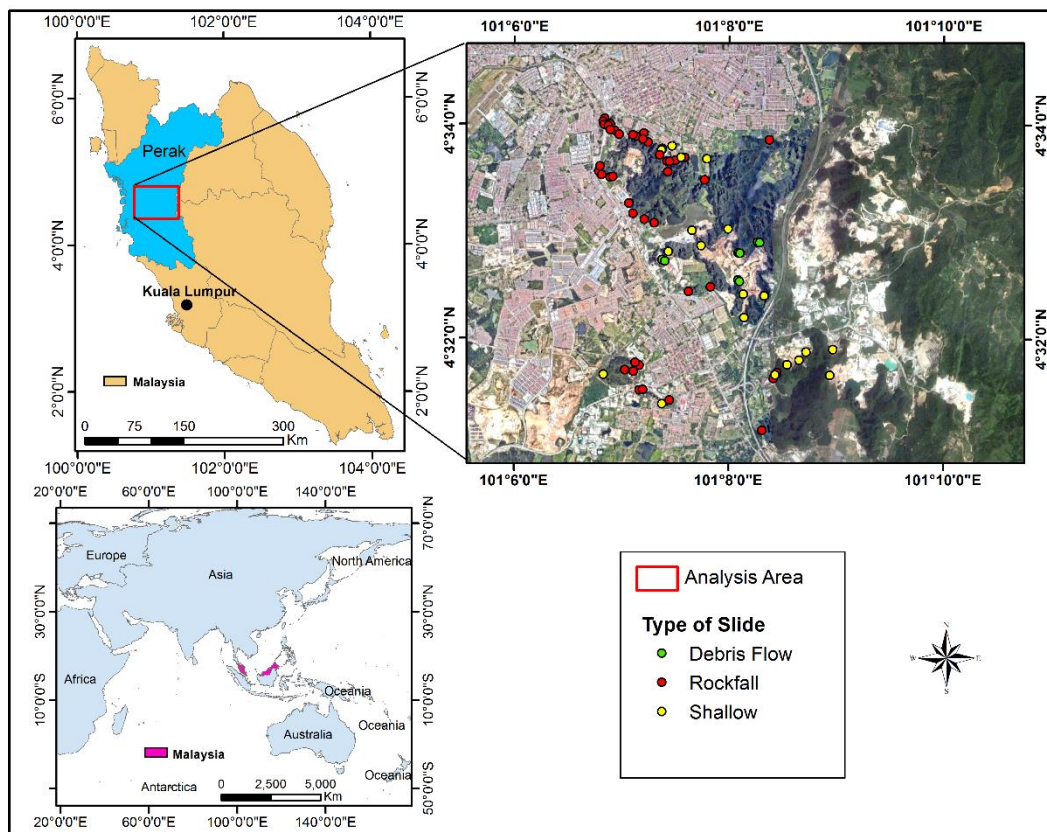 100°0'0"E
102°0'0"E
104°0'0"E
6°0'0"N
4°0'0"N
2°0'0"N
Perak
Kuala Lumpur
Malaysia
0 75 150 300
Km
6°0'0"N
4°0'0"N
2°0'0"N
100°0'0"E
102°0'0"E
104°0'0"E
101°6'0"E
101°8'0"E
101°10'0"E
4°34'0"N
4°32'0"N
4°34'0"N
4°32'0"N
101°6'0"E
101°8'0"E
101°10'0"E
20°0'0"E
60°0'0"E
100°0'0"E
140°0'0"E
Europe
Asia
North America
Africa
Oceania
Oceania
Australia
Oceania
Malaysia
Antarctica
0 2,500 5,000
Km
70°0'0"N
30°0'0"N
10°0'0"S
50°0'0"S
20°0'0"E
60°0'0"E
100°0'0"E
140°0'0"E
Analysis Area
Type of Slide
Debris Flow
Rockfall
Shallow
N
W E
S